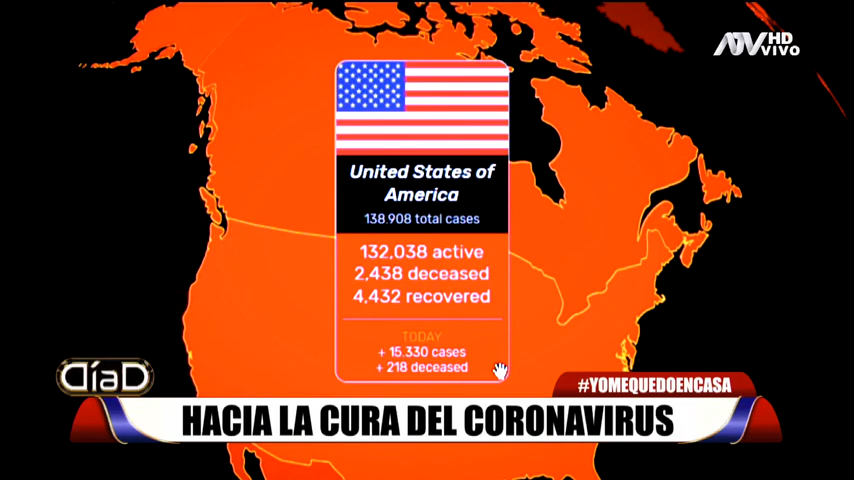 ATV HD
VIVO
United States of
America
138.908 total cases
132,038 active
2,438 deceased
4,432 recovered
TODAY
+ 15.330 cases
+ 218 deceased
DíaD
#YOMEQUEDOENCASA
HACIA LA CURA DEL CORONAVIRUS